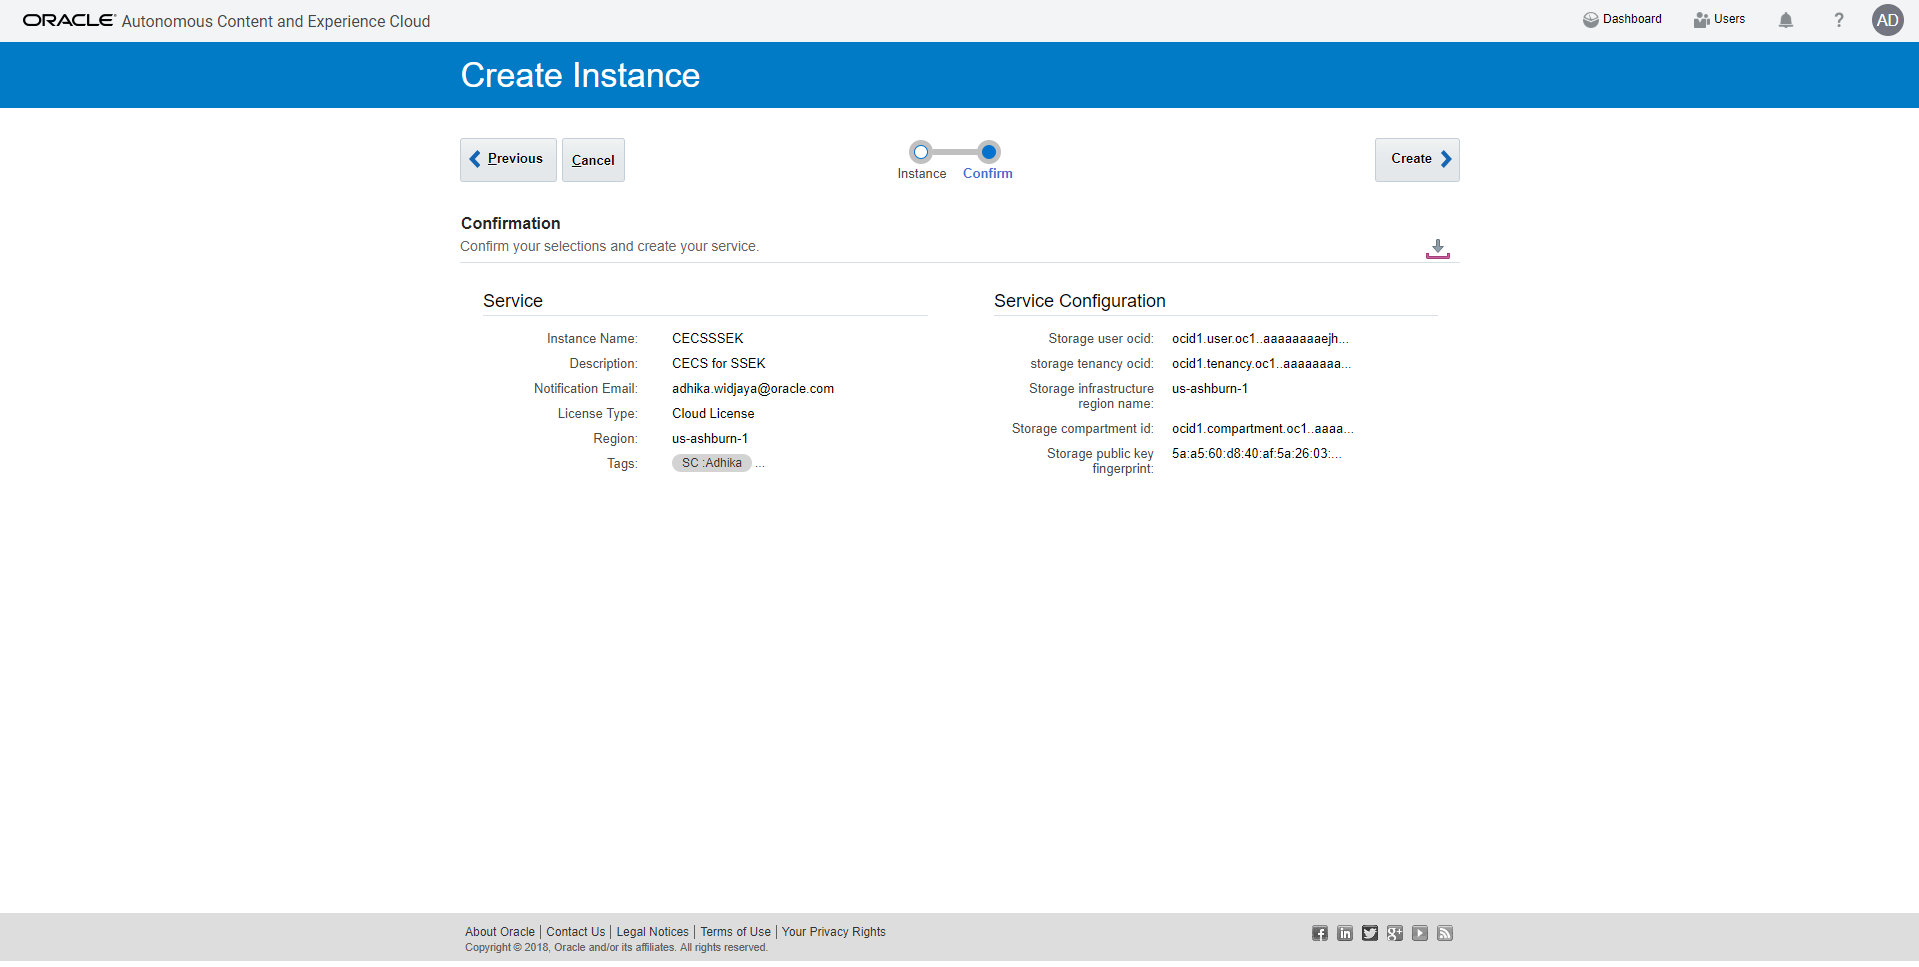 ORACLE Autonomous Content and Experience Cloud
Dashboard Users ? AD
Create Instance
Previous Cancel Create
Instance Confirm
Confirmation
Confirm your selections and create your service.
Service
Instance Name: CECSSSEK
Description: CECS for SSEK
Notification Email: adhika.widjaya@oracle.com
License Type: Cloud License
Region: us-ashburn-1
Tags: SC :Adhika ...
Service Configuration
Storage user ocid: ocid1.user.oc1..aaaaaaaaejh...
storage tenancy ocid: ocid1.tenancy.oc1..aaaaaaaa...
Storage infrastructure us-ashburn-1
region name:
Storage compartment id: ocid1.compartment.oc1..aaaa...
Storage public key 5a:a5:60:d8:40:af:5a:26:03:...
fingerprint:
About Oracle | Contact Us | Legal Notices | Terms of Use | Your Privacy Rights
Copyright © 2018, Oracle and/or its affiliates. All rights reserved.